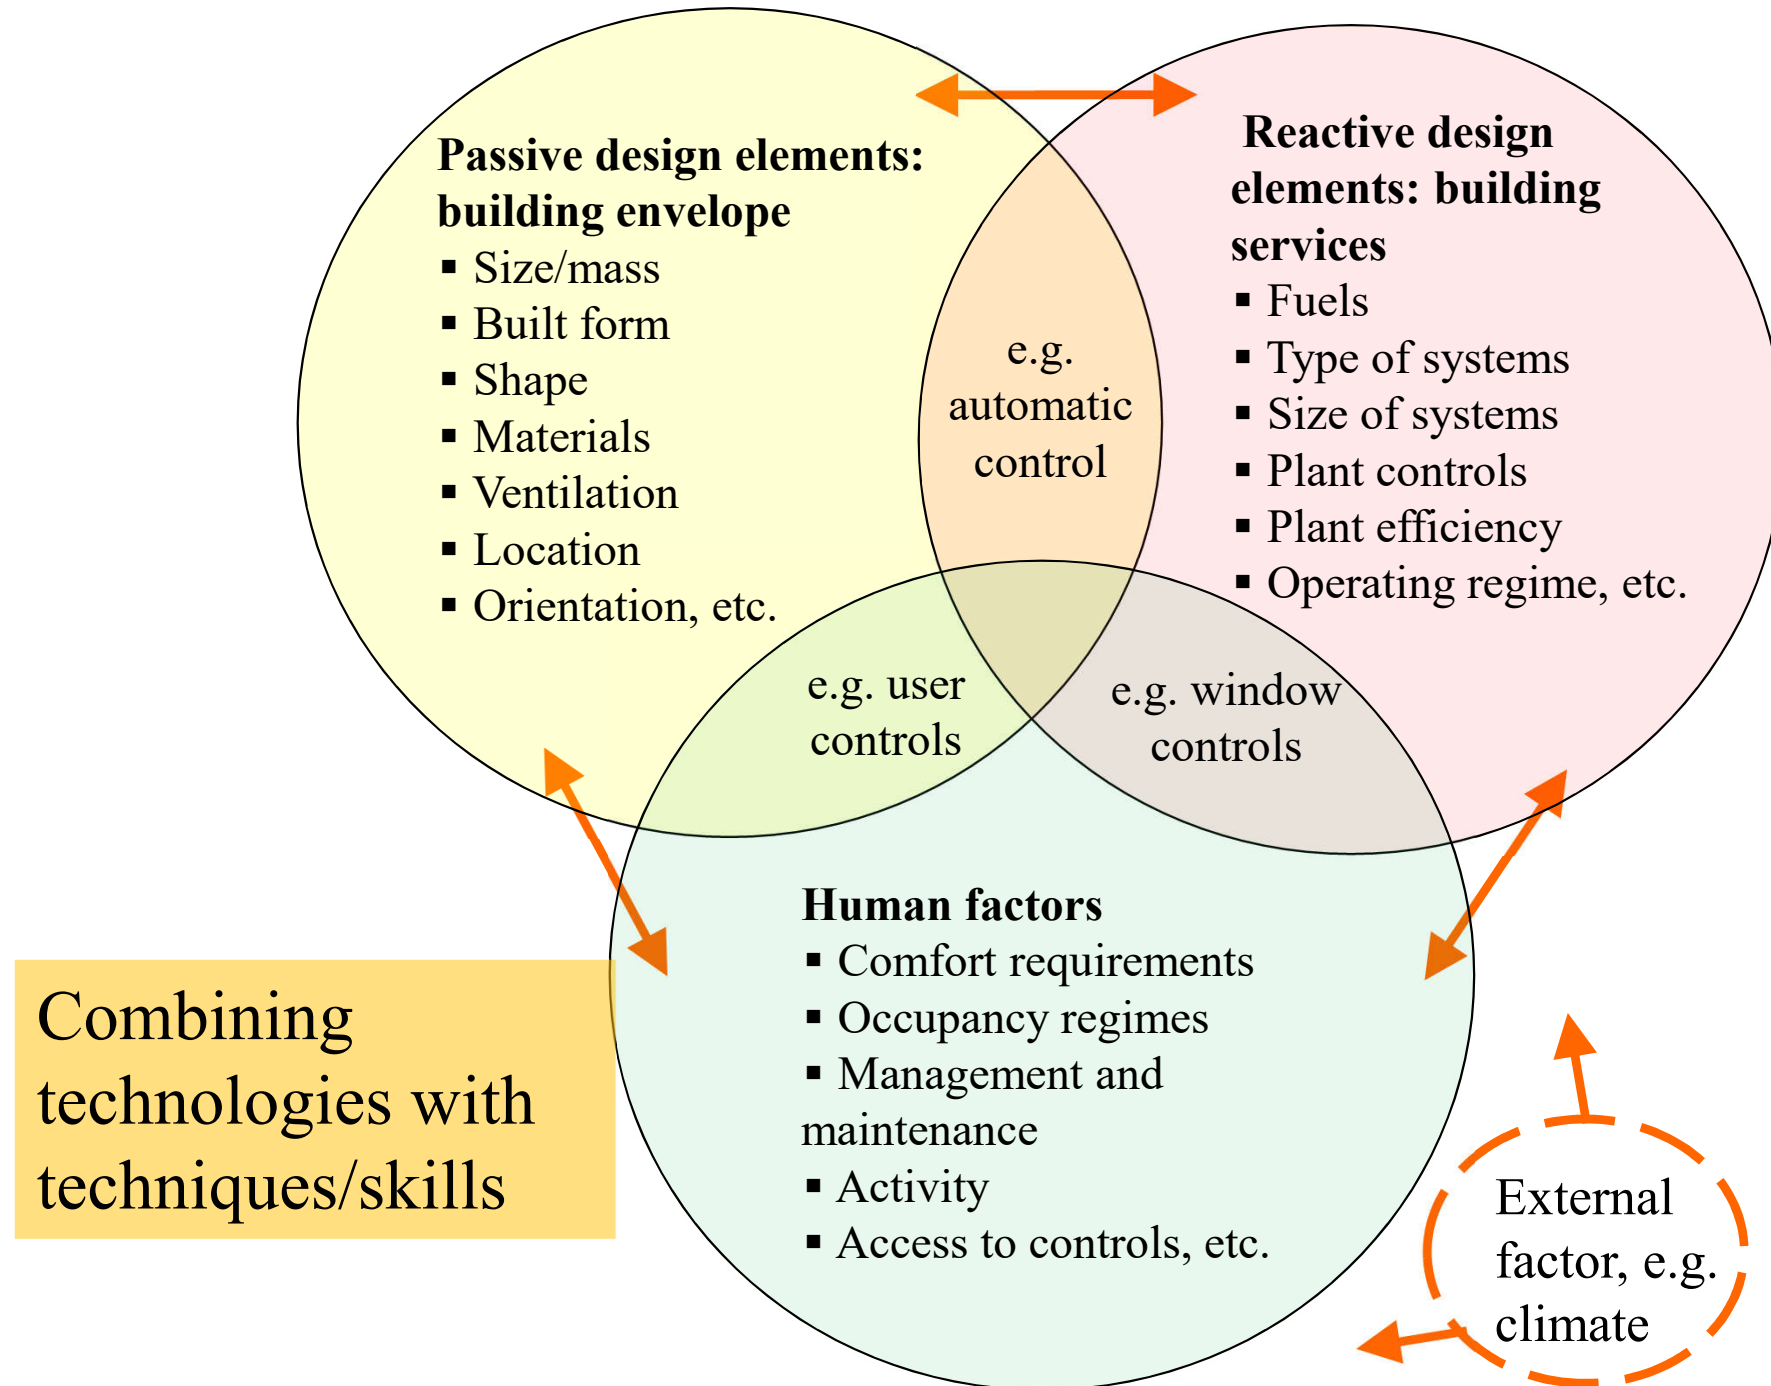 Passive design elements:
building envelope
▪ Size/mass
▪ Built form
▪ Shape
▪ Materials
▪ Ventilation
▪ Location
▪ Orientation, etc.
Reactive design
elements: building
services
▪ Fuels
▪ Type of systems
▪ Size of systems
▪ Plant controls
▪ Plant efficiency
▪ Operating regime, etc.
e.g.
automatic
control
e.g. user
controls
e.g. window
controls
Human factors
▪ Comfort requirements
▪ Occupancy regimes
▪ Management and
maintenance
▪ Activity
▪ Access to controls, etc.
Combining
technologies with
techniques/skills
External
factor, e.g.
climate